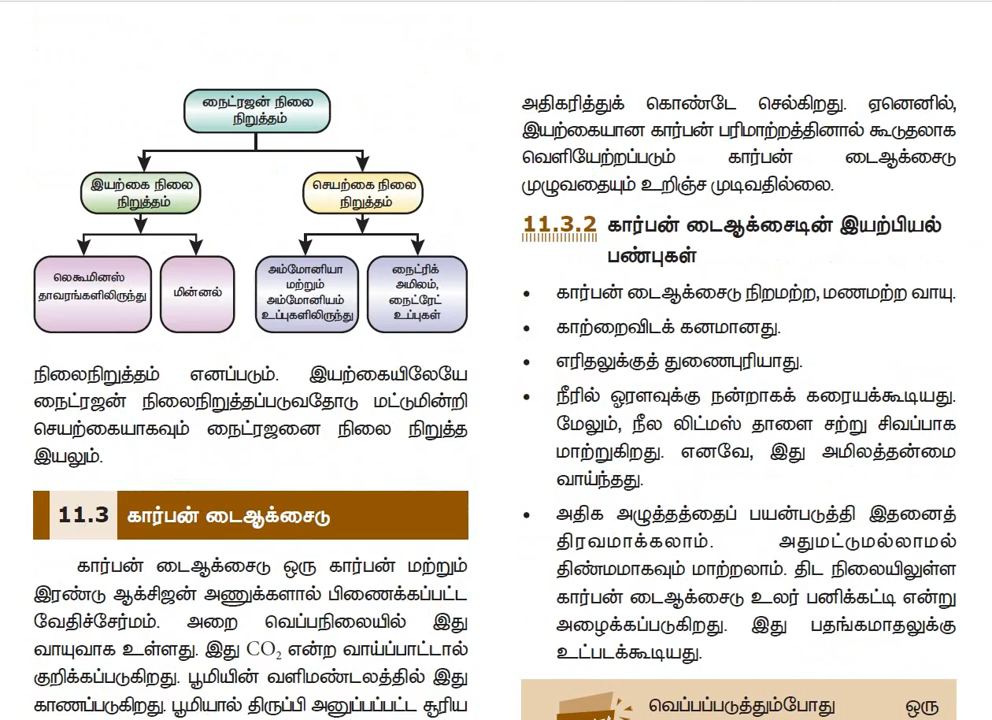 நைட்ரஜன் நிலை
நிறுத்தம்
இயற்கை நிலை
நிறுத்தம்
செயற்கை நிலை
நிறுத்தம்
லெகூமினஸ்
தாவரங்களிலிருந்து
மின்னல்
அம்மோனியா
மற்றும்
அம்மோனியம்
உப்புகளிலிருந்து
நைட்ரிக்
அமிலம்,
நைட்ரேட்
உப்புகள்
நிலைநிறுத்தம் எனப்படும். இயற்கையிலேயே
நைட்ரஜன் நிலைநிறுத்தப்படுவதோடு மட்டுமின்றி
செயற்கையாகவும் நைட்ரஜனை நிலை நிறுத்த
இயலும்.
11.3 கார்பன் டைஆக்சைடு
கார்பன் டைஆக்சைடு ஒரு கார்பன் மற்றும்
இரண்டு ஆக்சிஜன் அணுக்களால் பிணைக்கப்பட்ட
வேதிச்சேர்மம். அறை வெப்பநிலையில் இது
வாயுவாக உள்ளது. இது CO₂ என்ற வாய்ப்பாட்டால்
குறிக்கப்படுகிறது. பூமியின் வளிமண்டலத்தில் இது
காணப்படுகிறது. பூமியால் திருப்பி அனுப்பப்பட்ட சூரிய
அதிகரித்துக் கொண்டே செல்கிறது. ஏனெனில்,
இயற்கையான கார்பன் பரிமாற்றத்தினால் கூடுதலாக
வெளியேற்றப்படும் கார்பன் டைஆக்சைடு
முழுவதையும் உறிஞ்ச முடிவதில்லை.
11.3.2 கார்பன் டைஆக்சைடின் இயற்பியல்
பண்புகள்
• கார்பன் டைஆக்சைடு நிறமற்ற, மணமற்ற வாயு.
• காற்றைவிடக் கனமானது.
• எரிதலுக்குத் துணைபுரியாது.
• நீரில் ஓரளவுக்கு நன்றாகக் கரையக்கூடியது.
மேலும், நீல லிட்மஸ் தாளை சற்று சிவப்பாக
மாற்றுகிறது. எனவே, இது அமிலத்தன்மை
வாய்ந்தது.
• அதிக அழுத்தத்தைப் பயன்படுத்தி இதனைத்
திரவமாக்கலாம். அதுமட்டுமல்லாமல்
திண்மமாகவும் மாற்றலாம். திட நிலையிலுள்ள
கார்பன் டைஆக்சைடு உலர் பனிக்கட்டி என்று
அழைக்கப்படுகிறது. இது பதங்கமாதலுக்கு
உட்படக்கூடியது.
வெப்பப்படுத்தும்போது ஒரு